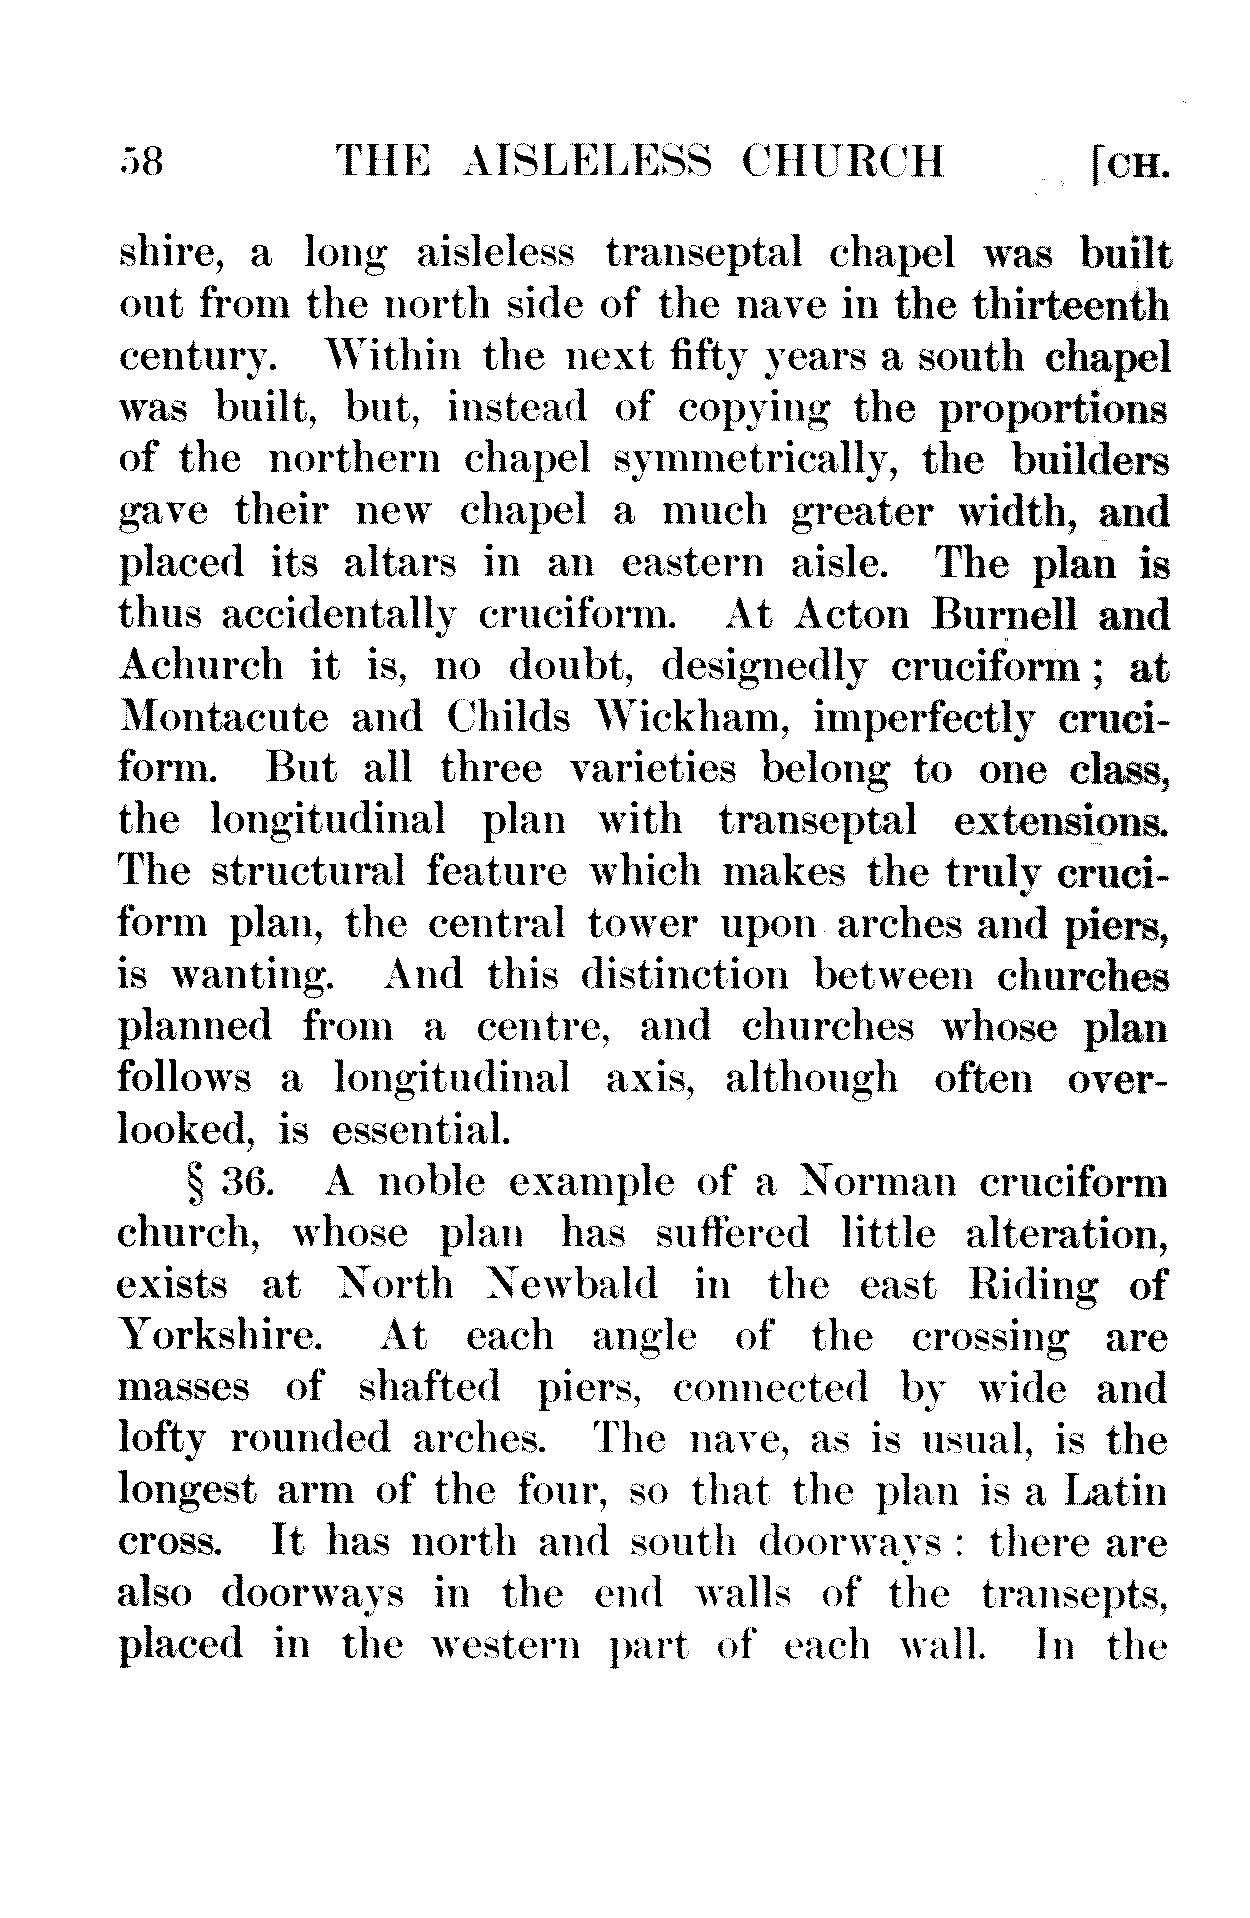 58 THE AISLELESS CHURCH [CH.
shire, a long aisleless transeptal chapel was built
out from the north side of the nave in the thirteenth
century. Within the next fifty years a south chapel
was built, but, instead of copying the proportions
of the northern chapel symmetrically, the builders
gave their new chapel a much greater width, and
placed its altars in an eastern aisle. The plan is
thus accidentally cruciform. At Acton Burnell and
Achurch it is, no doubt, designedly cruciform; at
Montacute and Childs Wickham, imperfectly cruci-
form. But all three varieties belong to one class,
the longitudinal plan with transeptal extensions.
The structural feature which makes the truly cruci-
form plan, the central tower upon arches and piers,
is wanting. And this distinction between churches
planned from a centre, and churches whose plan
follows a longitudinal axis, although often over-
looked, is essential.
§ 36. A noble example of a Norman cruciform
church, whose plan has suffered little alteration,
exists at North Newbald in the east Riding of
Yorkshire. At each angle of the crossing are
masses of shafted piers, connected by wide and
lofty rounded arches. The nave, as is usual, is the
longest arm of the four, so that the plan is a Latin
cross. It has north and south doorways: there are
also doorways in the end walls of the transepts,
placed in the western part of each wall. In the